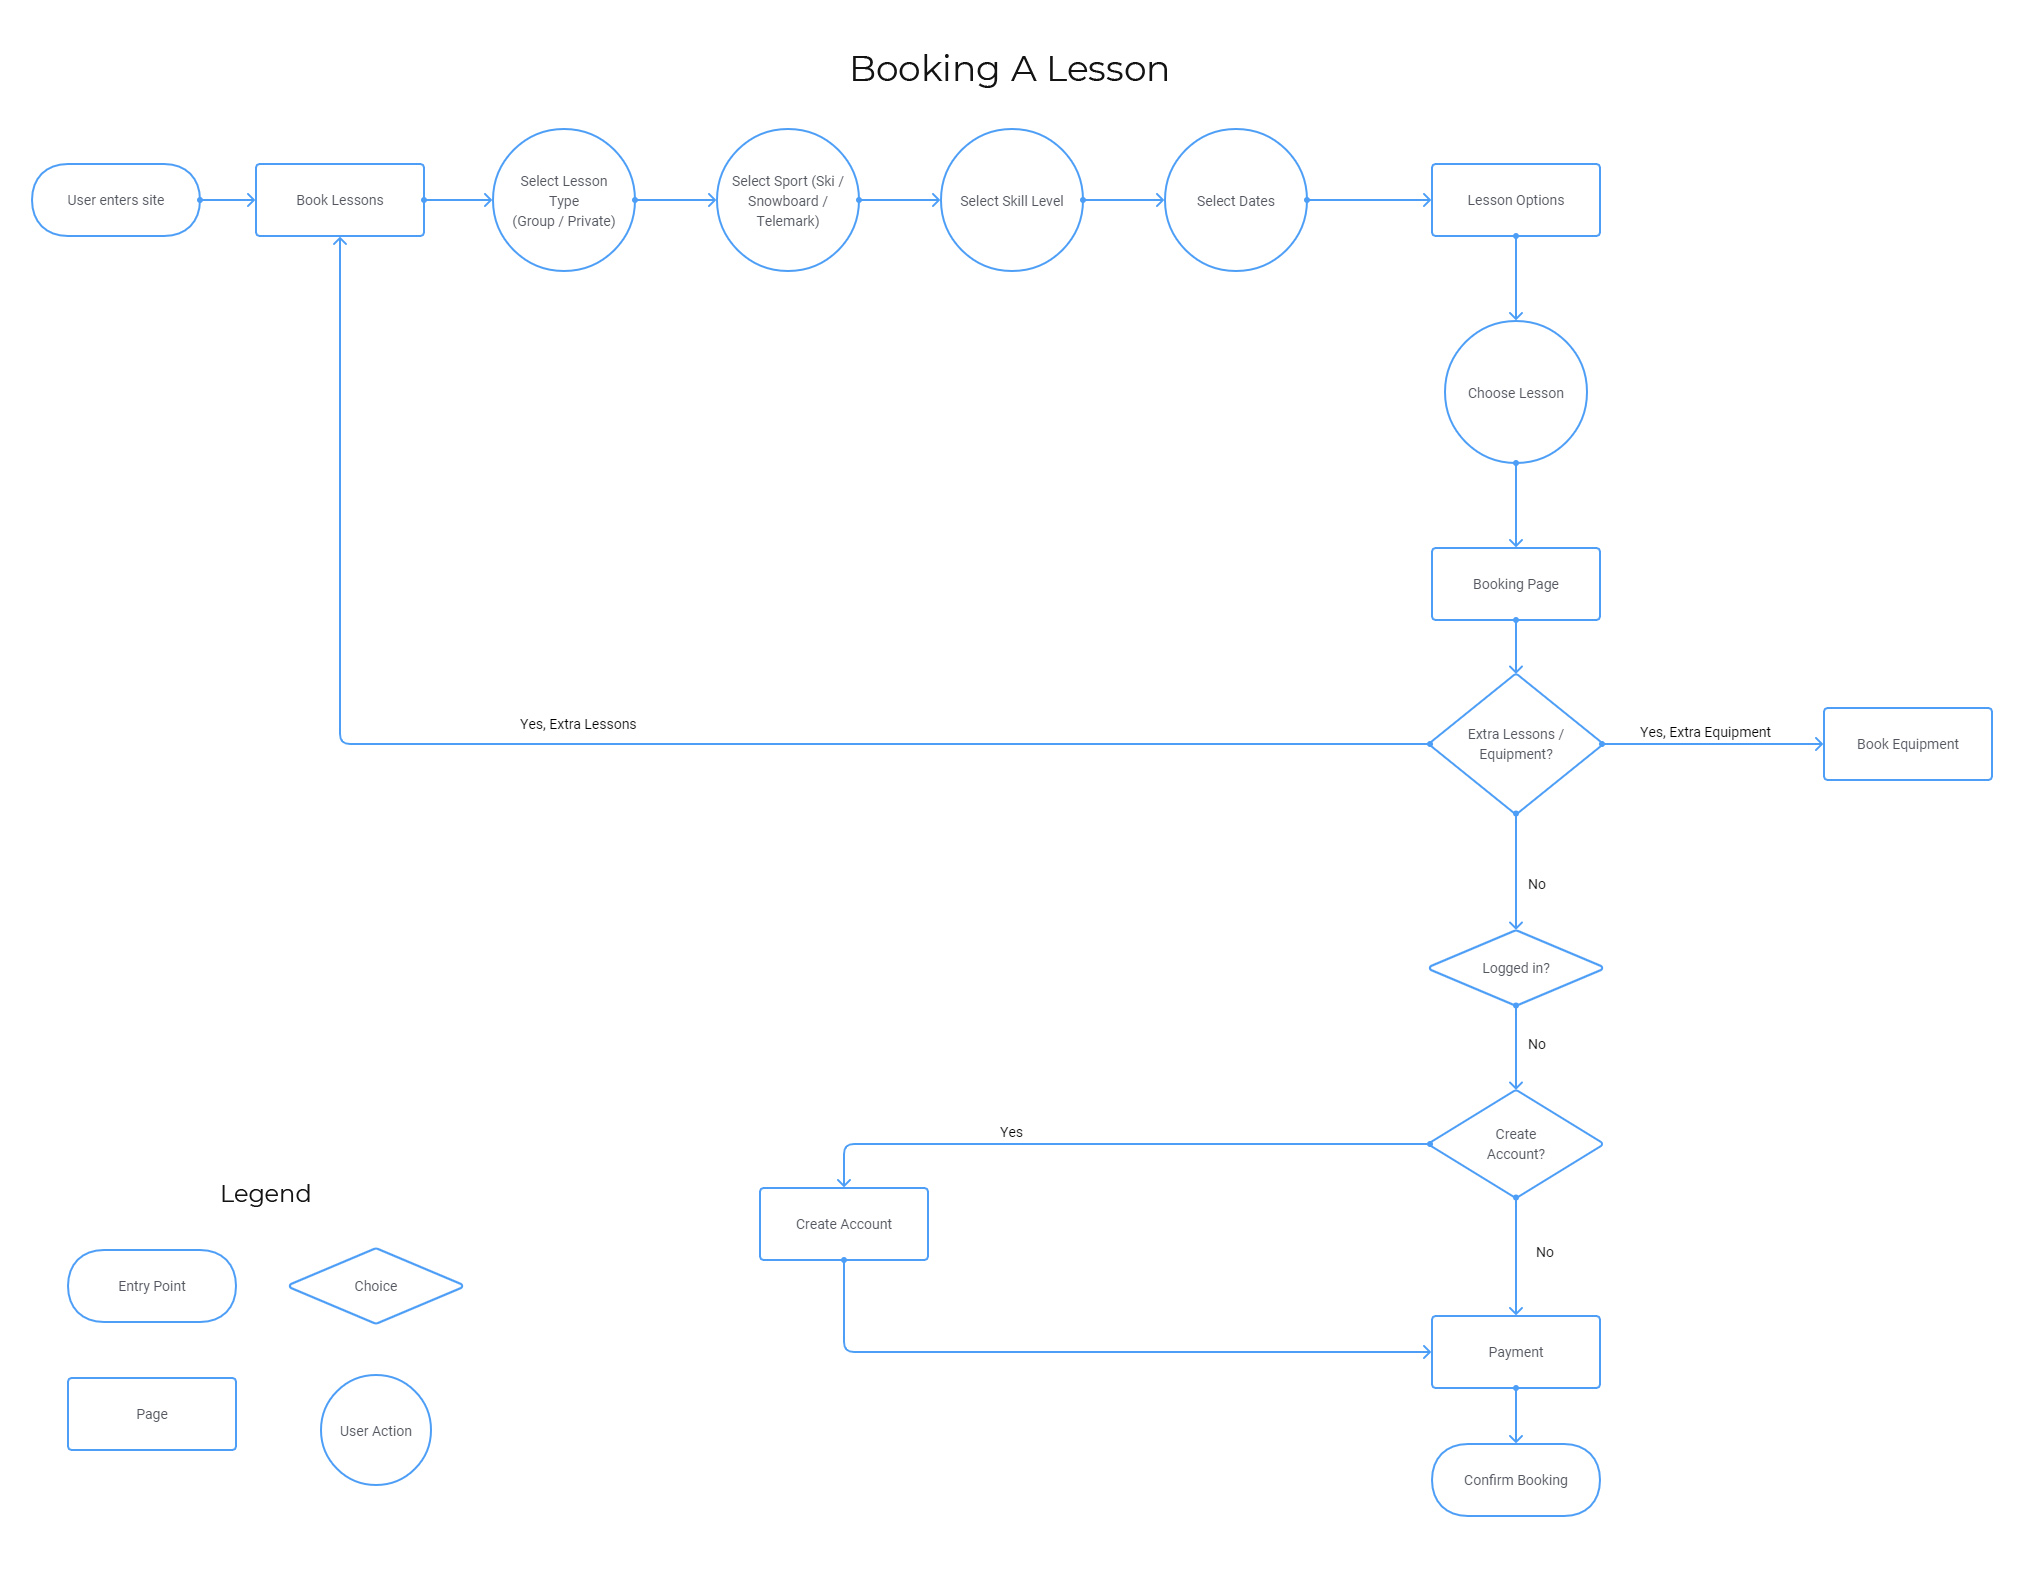 Booking A Lesson
User enters site
Book Lessons
Select Lesson
Type
(Group / Private)
Select Sport (Ski /
Snowboard /
Telemark)
Select Skill Level
Select Dates
Lesson Options
Choose Lesson
Booking Page
Extra Lessons /
Equipment?
Yes, Extra Lessons
Yes, Extra Equipment
Book Equipment
No
Logged in?
No
Create
Account?
Yes
Create Account
No
Payment
Confirm Booking
Legend
Entry Point
Choice
Page
User Action